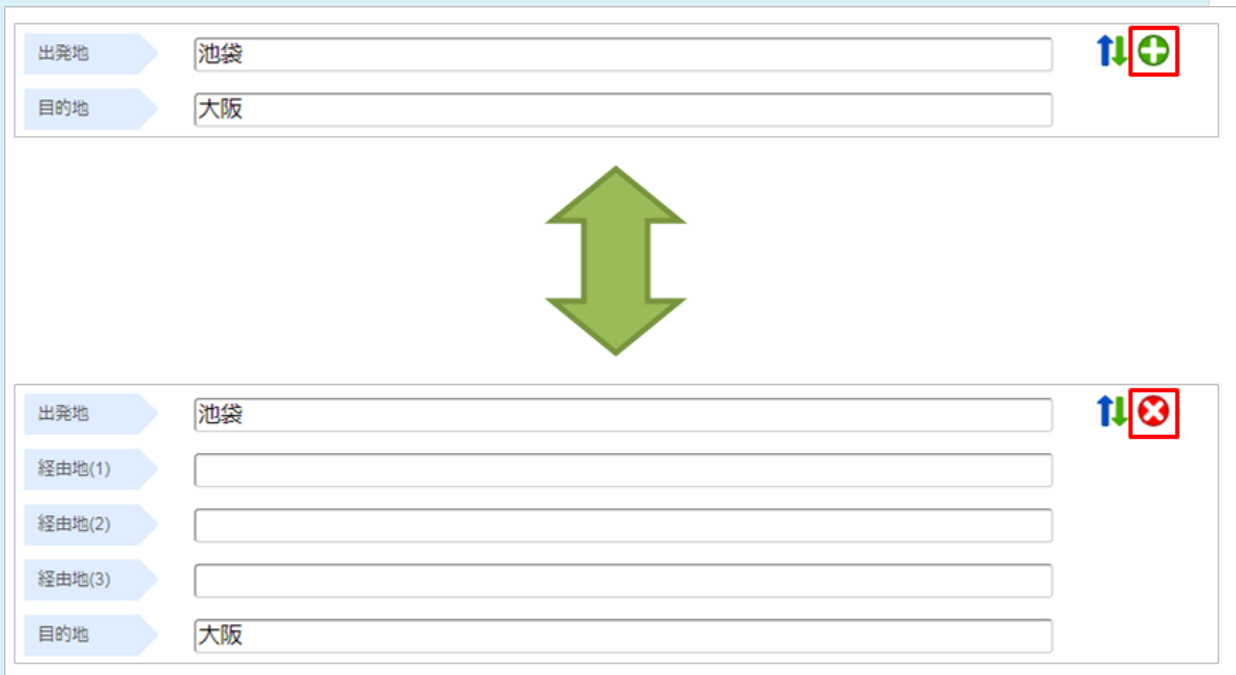 出発地 池袋
目的地 大阪
出発地 池袋
経由地(1)
経由地(2)
経由地(3)
目的地 大阪